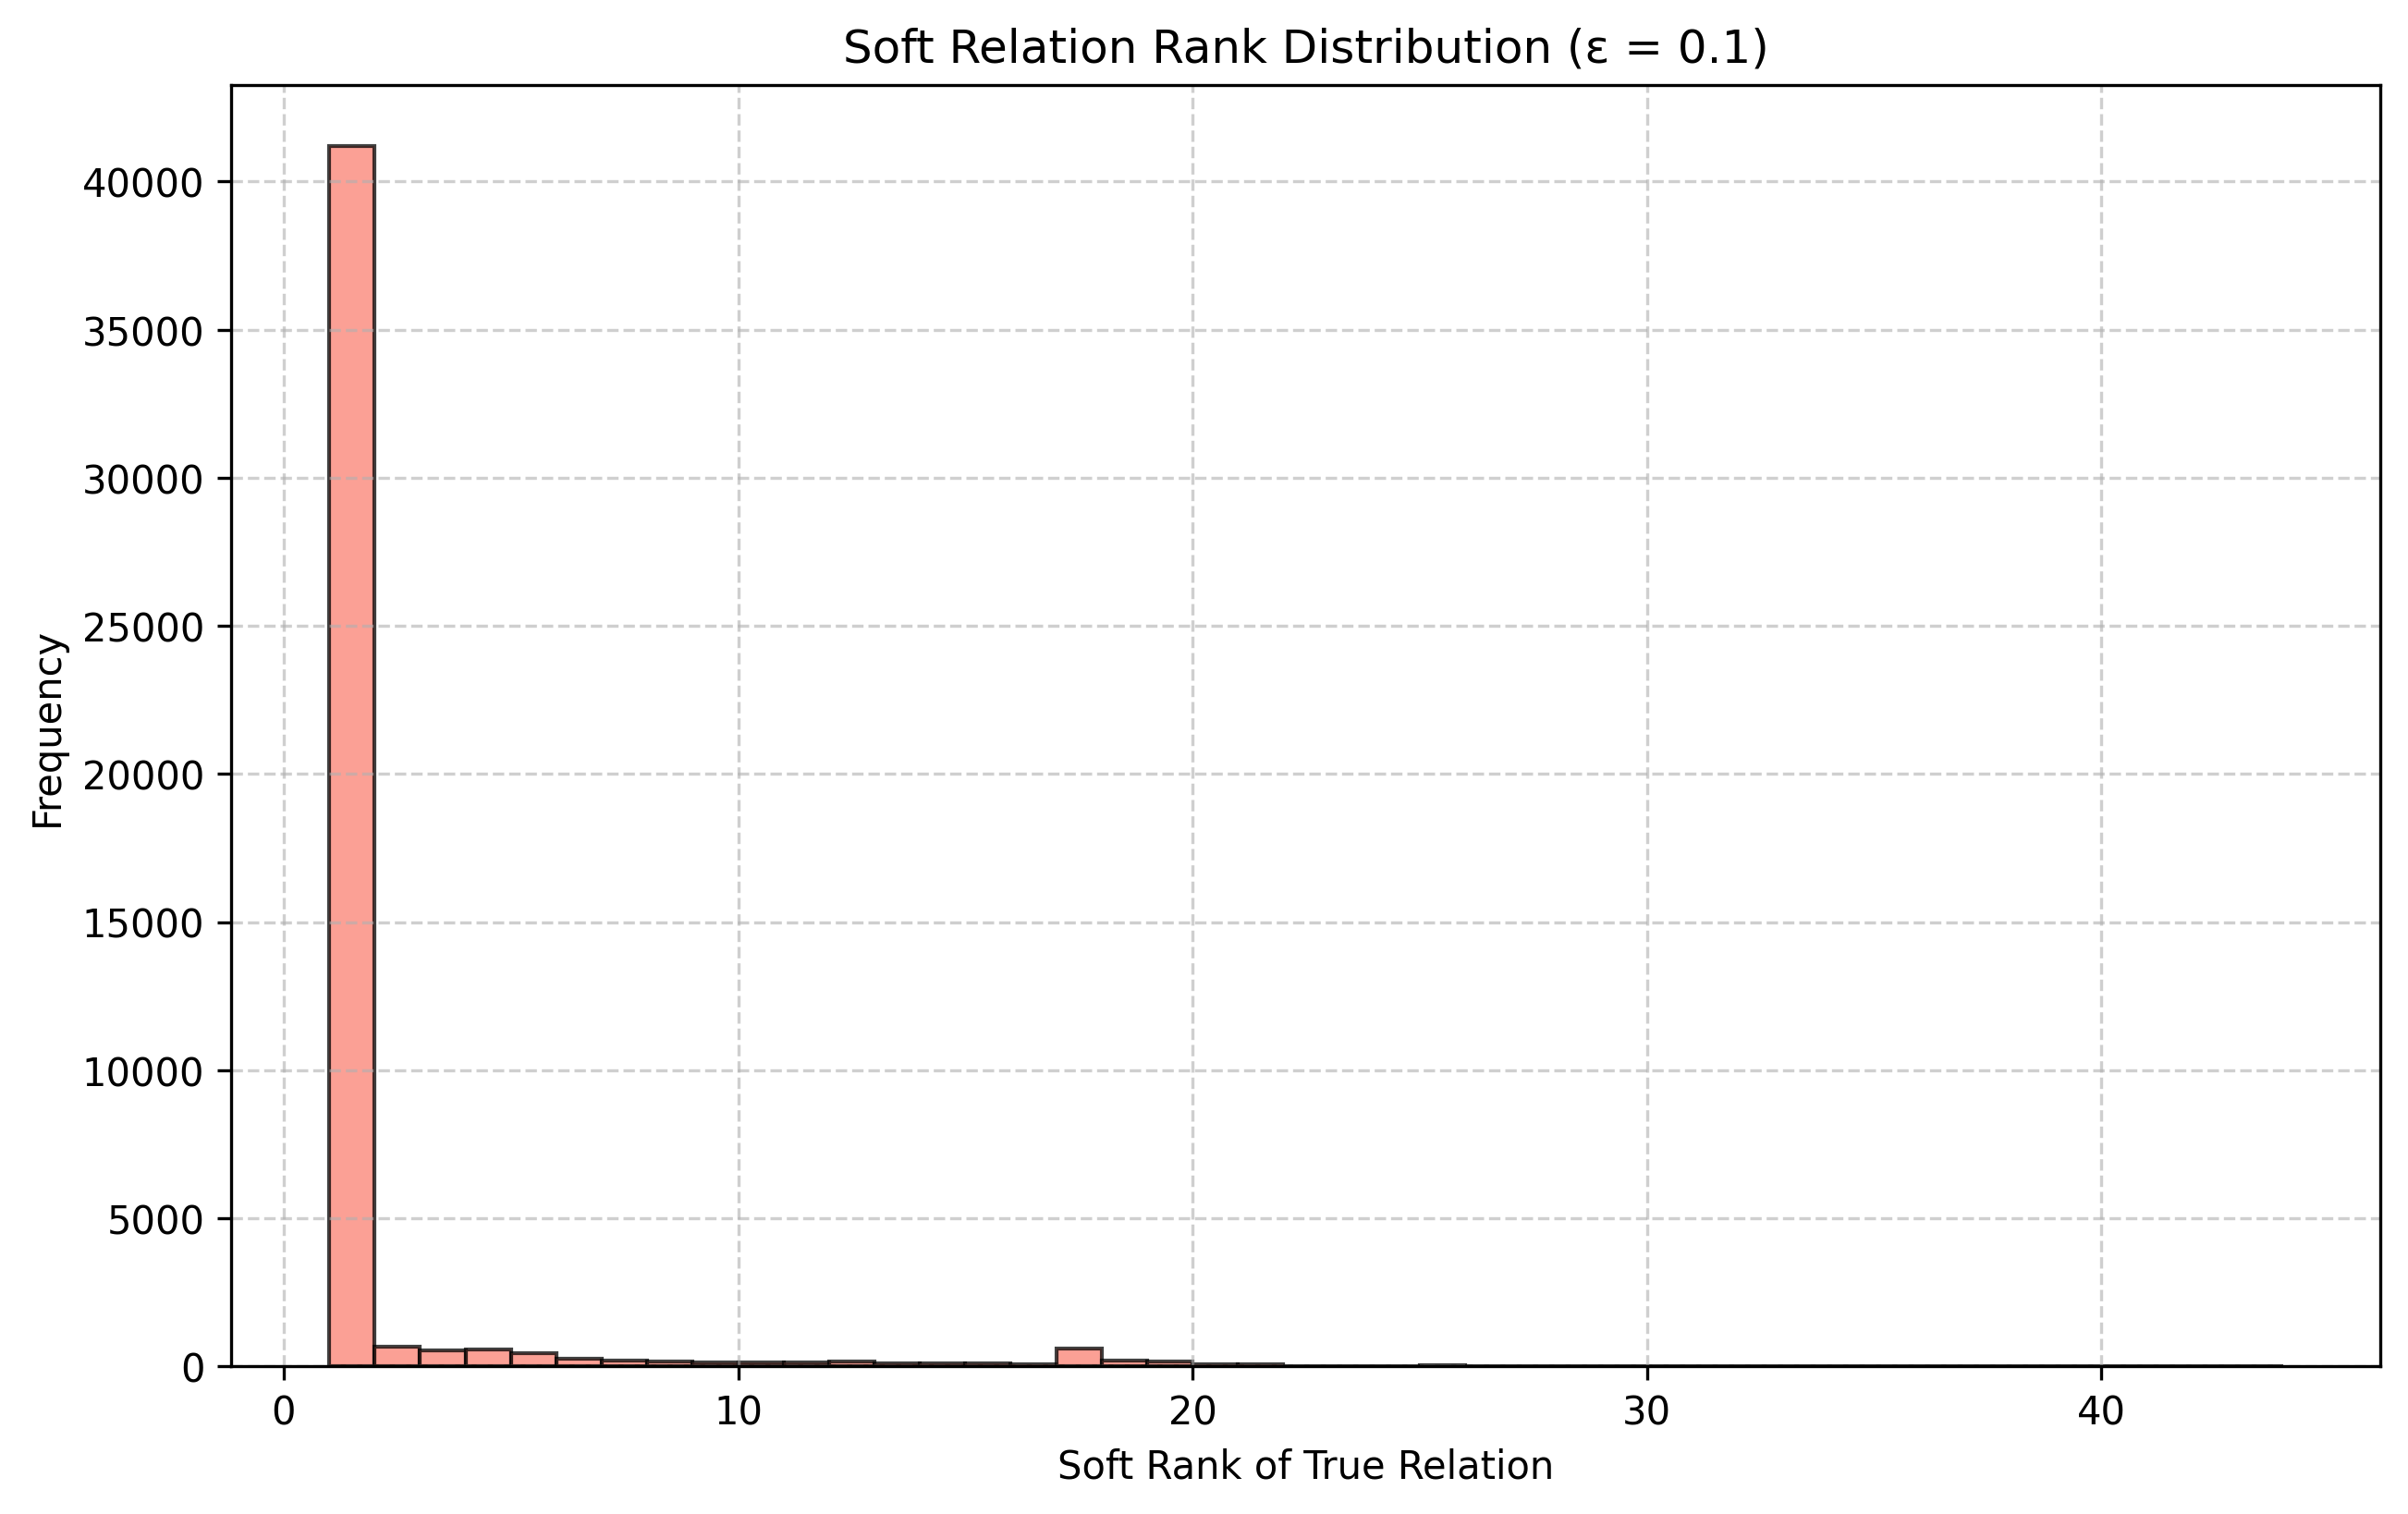 Soft Relation Rank Distribution (ε = 0.1)
40000
35000
30000
25000
20000
15000
10000
5000
0
Frequency
0 10 20 30 40
Soft Rank of True Relation